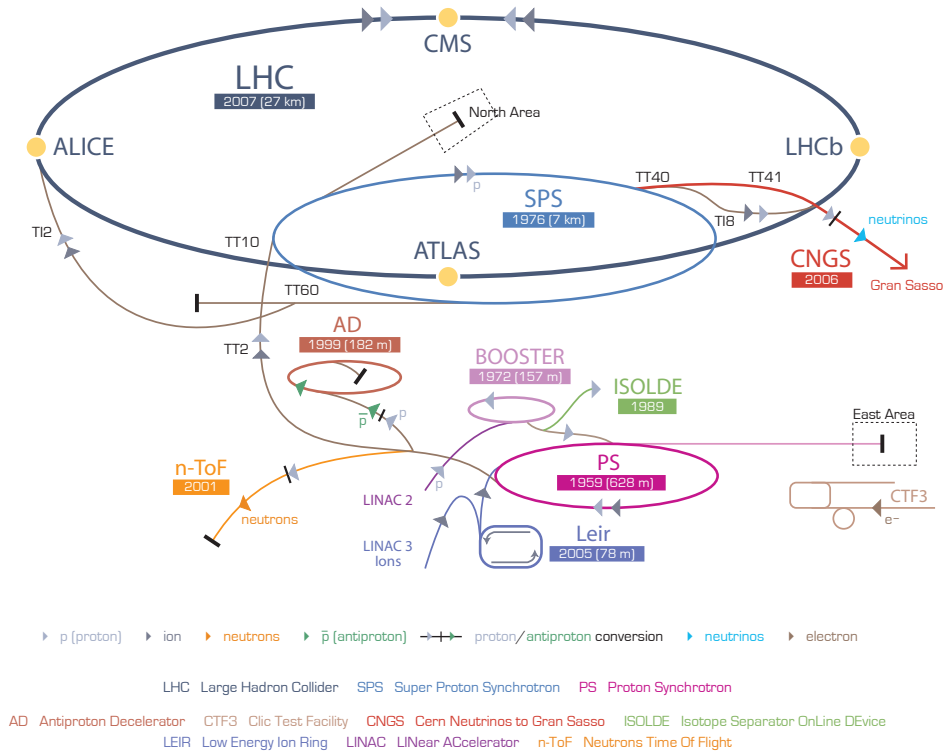 CMS
LHC
2007 (27 km)
North Area
ALICE
LHCb
p
TT40
TT41
SPS
1976 (7 km)
TI8
neutrinos
TI2
TT10
ATLAS
CNGS
2006
Gran Sasso
TT60
AD
1999 (182 m)
TT2
BOOSTER
1972 (157 m)
ISOLDE
1989
p̅
p
East Area
n-ToF
2001
LINAC 2
p
PS
1959 (628 m)
neutrons
CTF3
e–
LINAC 3
Ions
Leir
2005 (78 m)
p (proton)
ion
neutrons
p̅ (antiproton)
proton/antiproton conversion
neutrinos
electron
LHC Large Hadron Collider SPS Super Proton Synchrotron PS Proton Synchrotron
AD Antiproton Decelerator CTF3 Clic Test Facility CNGS Cern Neutrinos to Gran Sasso ISOLDE Isotope Separator OnLine DEvice
LEIR Low Energy Ion Ring LINAC LINear ACcelerator n-ToF Neutrons Time Of Flight